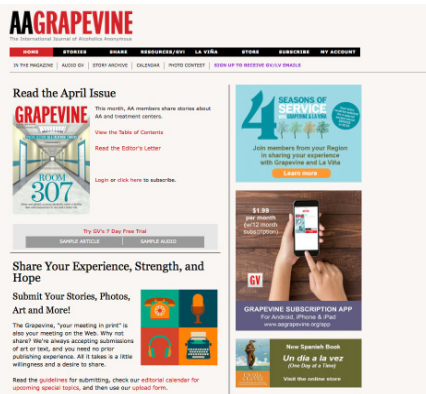 AAGRAPEVINE
The International Journal of Alcoholics Anonymous
HOME STORIES SHARE RESOURCES/GVI LA VIÑA STORE SUBSCRIBE MY ACCOUNT
IN THE MAGAZINE | AUDIO GV | STORY ARCHIVE | CALENDAR | PHOTO CONTEST | SIGN UP TO RECEIVE GV/LV EMAILS
Read the April Issue
GRAPEVINE
ROOM
307
This month, AA members share stories about
AA and treatment centers.
View the Table of Contents
Read the Editor's Letter
Login or click here to subscribe.
Try GV's 7 Day Free Trial
SAMPLE ARTICLE | SAMPLE AUDIO
Share Your Experience, Strength, and
Hope
Submit Your Stories, Photos,
Art and More!
The Grapevine, "your meeting in print" is
also your meeting on the Web. Why not
share? We're always accepting submissions
of art or text, and you need no prior
publishing experience. All it takes is a little
willingness and a desire to share.
Read the guidelines for submitting, check our editorial calendar for
upcoming special topics, and then use our upload form.
4 SEASONS OF
SERVICE
WITH GRAPEVINE & LA VIÑA
Join members from your Region
in sharing your experience
with Grapevine and La Viña
Learn more
$1.99
per month
(w/12 month
subscription)
GV
GRAPEVINE SUBSCRIPTION APP
For Android, iPhone & iPad
www.aagrapevine.org/app
New Spanish Book
Un día a la vez
(One Day at a Time)
Visit the online store